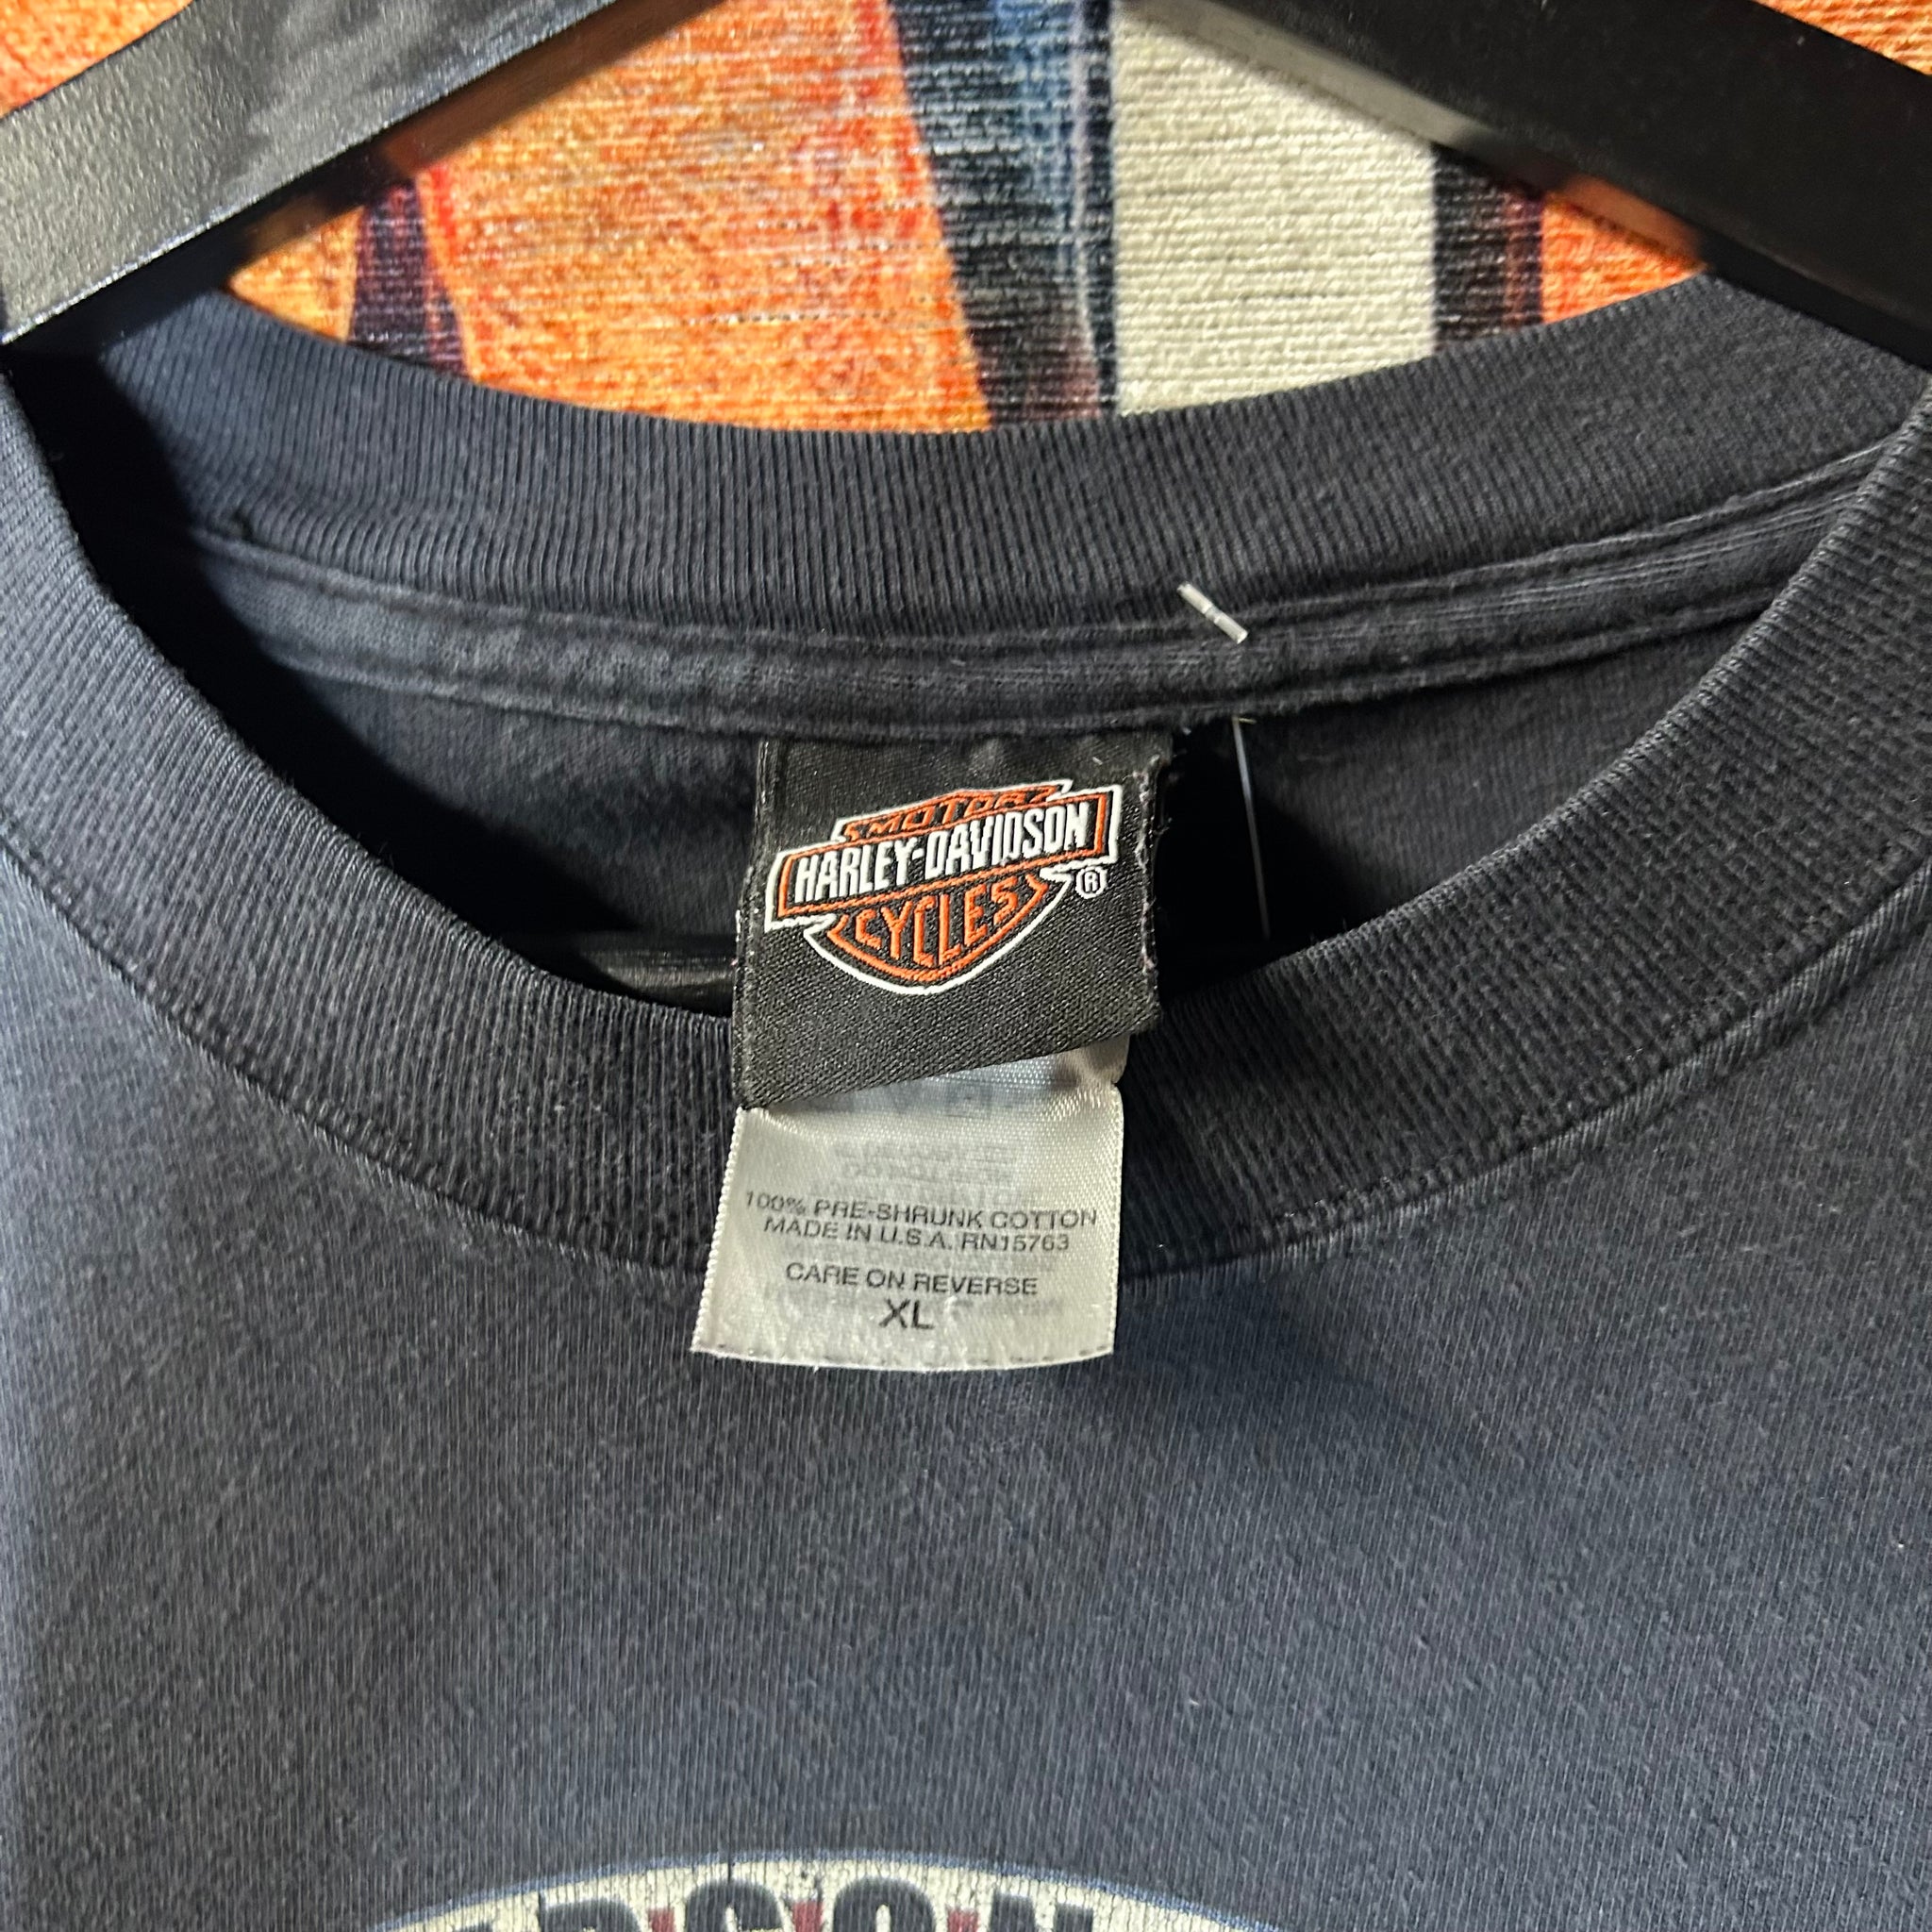 MOTOR
HARLEY-DAVIDSON
CYCLES ®
100% PRE-SHRUNK COTTON
MADE IN U.S.A. RN15763
CARE ON REVERSE
XL